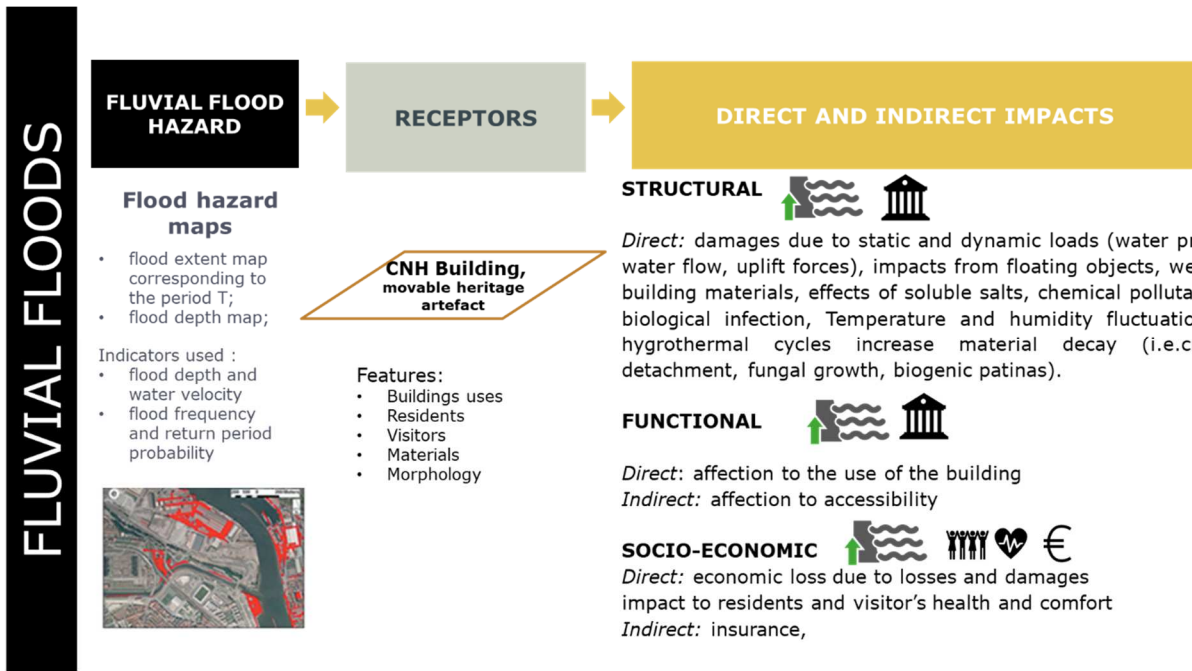 FLUVIAL FLOODS
FLUVIAL FLOOD
HAZARD
RECEPTORS
DIRECT AND INDIRECT IMPACTS
Flood hazard
maps
• flood extent map
corresponding to
the period T;
• flood depth map;
Indicators used :
• flood depth and
water velocity
• flood frequency
and return period
probability
CNH Building,
movable heritage
artefact
Features:
• Buildings uses
• Residents
• Visitors
• Materials
• Morphology
STRUCTURAL
Direct: damages due to static and dynamic loads (water pr
water flow, uplift forces), impacts from floating objects, we
building materials, effects of soluble salts, chemical polluta
biological infection, Temperature and humidity fluctuatio
hygrothermal cycles increase material decay (i.e.c
detachment, fungal growth, biogenic patinas).
FUNCTIONAL
Direct: affection to the use of the building
Indirect: affection to accessibility
SOCIO-ECONOMIC €
Direct: economic loss due to losses and damages
impact to residents and visitor's health and comfort
Indirect: insurance,